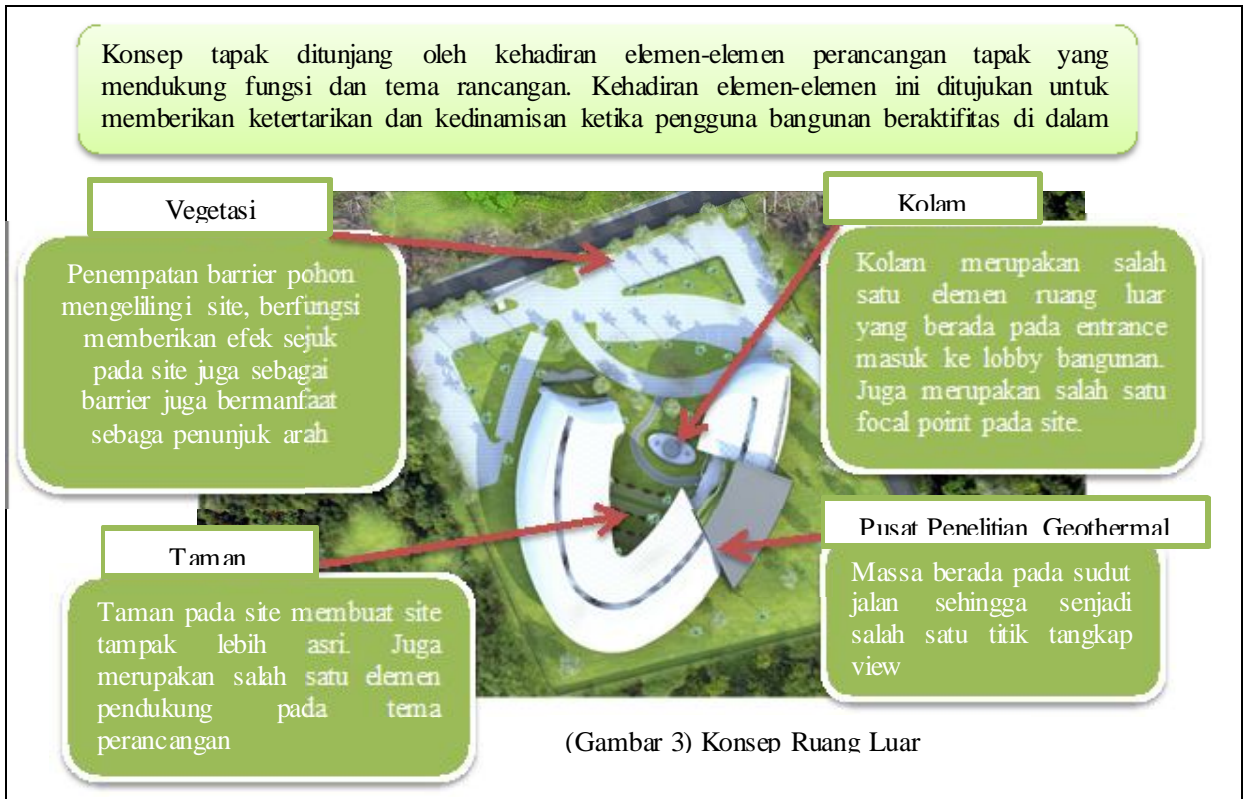 Konsep tapak ditunjang oleh kehadiran elemen-elemen perancangan tapak yang
mendukung fungsi dan tema rancangan. Kehadiran elemen-elemen ini ditujukan untuk
memberikan ketertarikan dan kedinamisan ketika pengguna bangunan beraktifitas di dalam
Vegetasi
Penempatan barrier pohon
mengelilingi site, berfungsi
memberikan efek sejuk
pada site juga sebagai
barrier juga bermanfaat
sebaga penunjuk arah
Kolam
Kolam merupakan salah
satu elemen ruang luar
yang berada pada entrance
masuk ke lobby bangunan.
Juga merupakan salah satu
focal point pada site.
Taman
Taman pada site membuat site
tampak lebih asri. Juga
merupakan salah satu elemen
pendukung pada tema
perancangan
Pusat Penelitian Geothermal
Massa berada pada sudut
jalan sehingga senjadi
salah satu titik tangkap
view
(Gambar 3) Konsep Ruang Luar